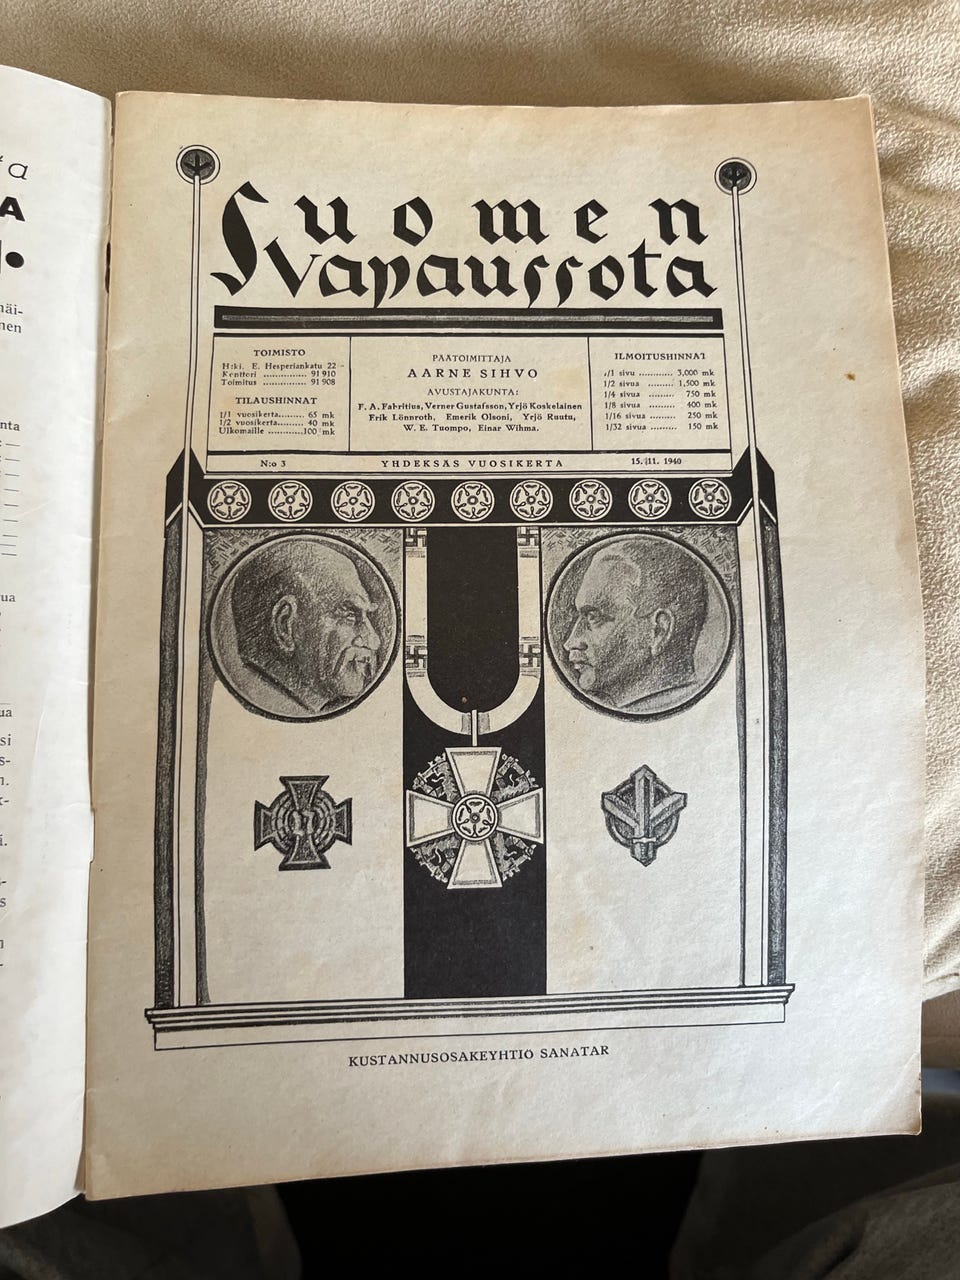 Suomen
Vapaussota
TOIMISTO
H:ki. E. Hesperiankatu 22
Konttori .............. 91 910
Toimitus .............. 91 908
TILAUSHINNAT
1/1 vuosikerta......... 65 mk
1/2 vuosikerta......... 40 mk
Ulkomaille ............100 mk
PÄÄTOIMITTAJA
AARNE SIHVO
AVUSTAJAKUNTA:
F. A. Fabritius, Verner Gustafsson, Yrjö Koskelainen
Erik Lönnroth, Emerik Olsoni, Yrjö Ruutu,
W. E. Tuompo, Einar Wihma.
ILMOITUSHINNAT
1/1 sivu ........... 3,000 mk
1/2 sivua ......... 1,500 mk
1/4 sivua ......... 750 mk
1/8 sivua ......... 400 mk
1/16 sivua ......... 250 mk
1/32 sivu ......... 150 mk
N:o 3
YHDEKSÄS VUOSIKERTA
15. II. 1940
KUSTANNUSOSAKEYHTIÖ SANATAR